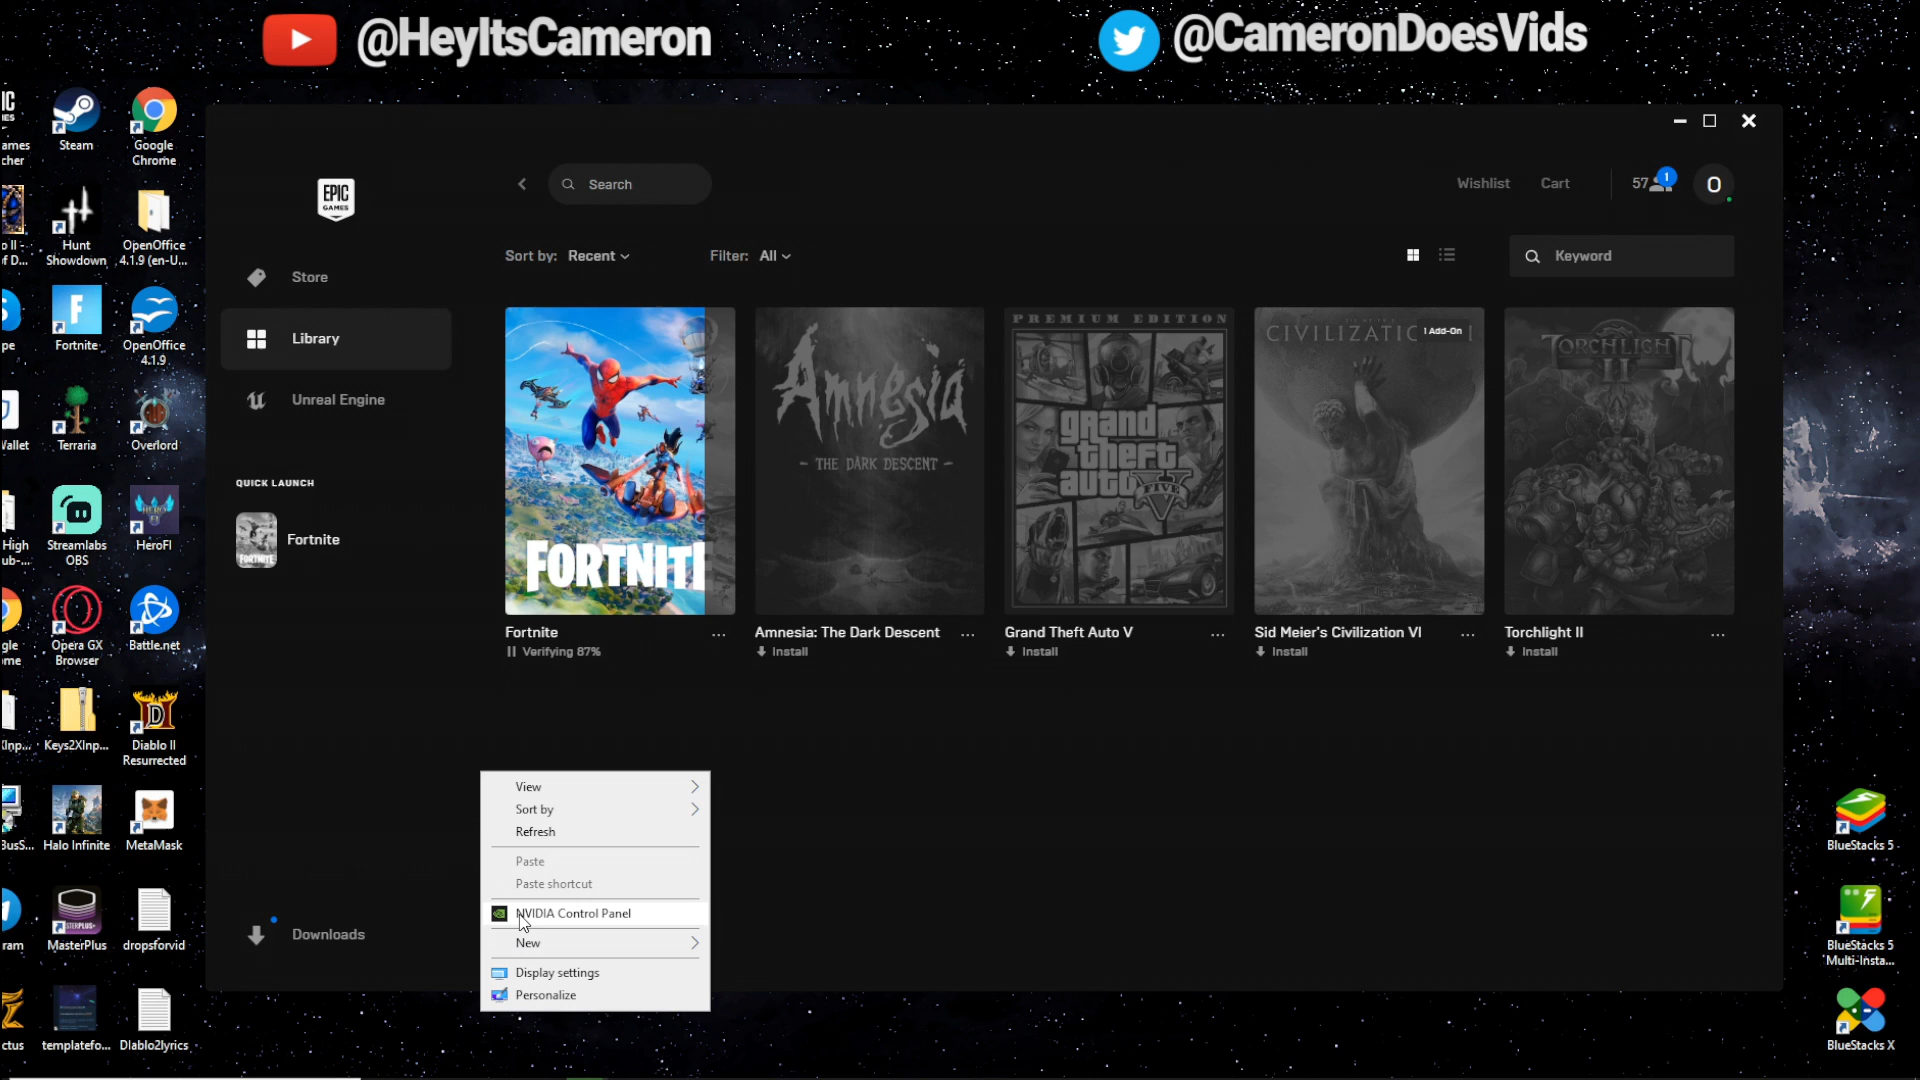 @HeyItsCameron
@CameronDoesVids
Steam
Google
Chrome
Hunt
Showdown
OpenOffice
4.1.9 (en-U...
Fortnite
OpenOffice
4.1.9
Terraria
Overlord
Streamlabs
OBS
HeroFI
Opera GX
Browser
Battle.net
Keys2XInp...
Diablo II
Resurrected
Halo Infinite
MetaMask
MasterPlus
dropsforvid
templatefo...
Diablo2lyrics
EPIC
GAMES
Search
Wishlist
Cart
57
1
O
Store
Library
Unreal Engine
QUICK LAUNCH
Fortnite
Downloads
Sort by: Recent
Filter: All
Keyword
FORTNITE
Amnesia
- THE DARK DESCENT -
PREMIUM EDITION
grand
theft
auto
FIVE
CIVILIZATIO
1 Add-On
TORCHLIGHT
II
Fortnite
...
Verifying 87%
Amnesia: The Dark Descent
...
Install
Grand Theft Auto V
...
Install
Sid Meier's Civilization VI
...
Install
Torchlight II
...
Install
View
Sort by
Refresh
Paste
Paste shortcut
NVIDIA Control Panel
New
Display settings
Personalize
BlueStacks 5
BlueStacks 5
Multi-Insta...
BlueStacks X